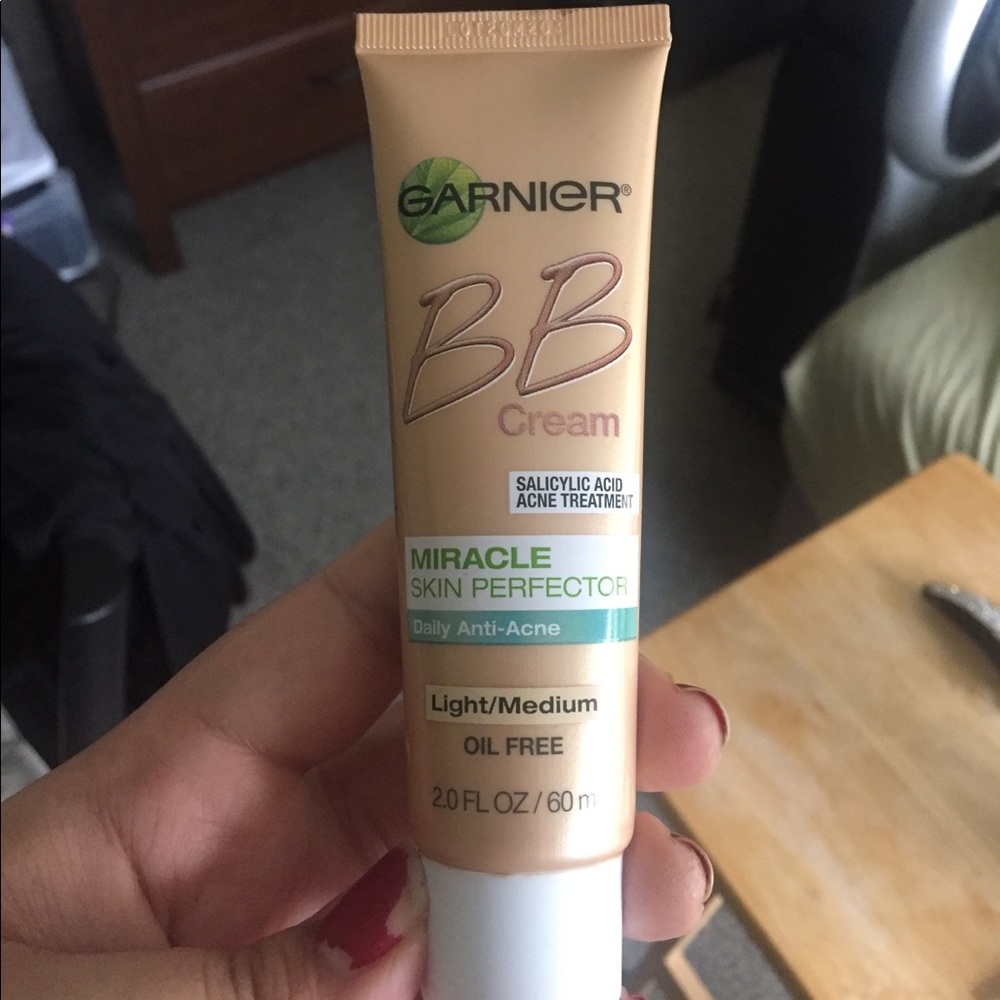 GARNIER®
BB
Cream
SALICYLIC ACID
ACNE TREATMENT
MIRACLE
SKIN PERFECTOR
Daily Anti-Acne
Light/Medium
OIL FREE
2.0 FL OZ / 60 m